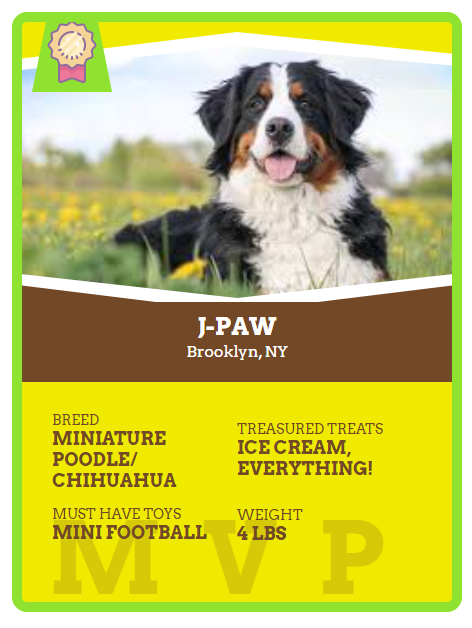 J-PAW
Brooklyn, NY
BREED
MINIATURE
POODLE/
CHIHUAHUA
TREASURED TREATS
ICE CREAM,
EVERYTHING!
MUST HAVE TOYS
MINI FOOTBALL
WEIGHT
4 LBS
MVP